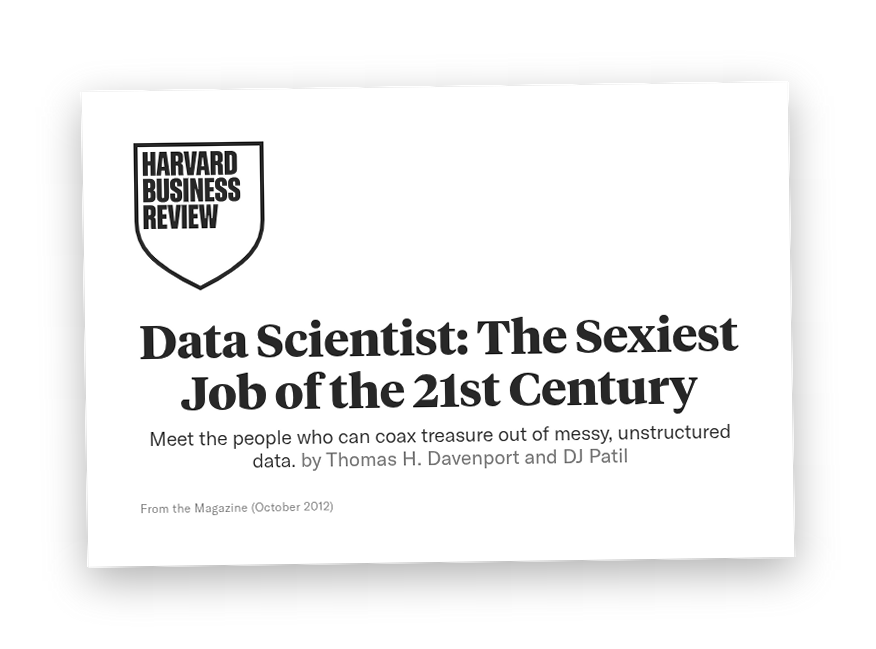 HARVARD
BUSINESS
REVIEW
Data Scientist: The Sexiest
Job of the 21st Century
Meet the people who can coax treasure out of messy, unstructured
data. by Thomas H. Davenport and DJ Patil
From the Magazine (October 2012)